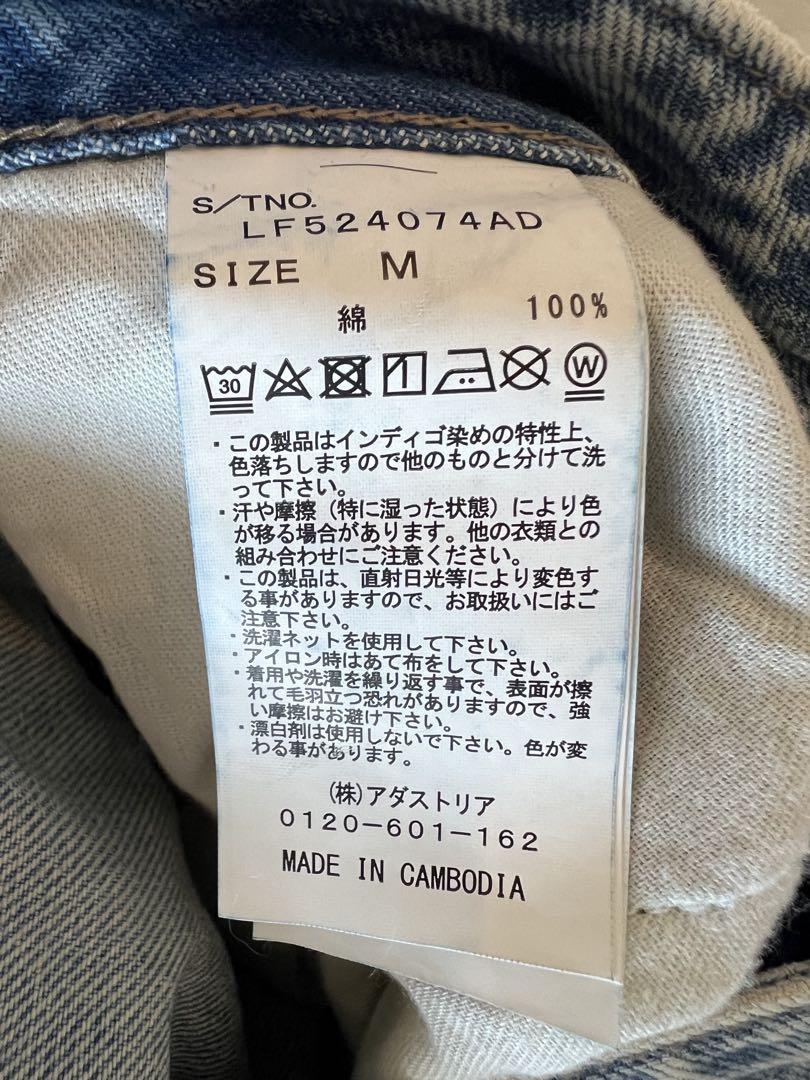 S/TNO.
LF524074AD
SIZE M
綿 100%
30 W
・この製品はインディゴ染めの特性上、
色落ちしますので他のものと分けて洗
って下さい。
・汗や摩擦（特に湿った状態）により色
が移る場合があります。他の衣類との
組み合わせにご注意ください。
・この製品は、直射日光等により変色す
る事がありますので、お取扱いにはご
注意下さい。
・洗濯ネットを使用して下さい。
・アイロン時はあて布をして下さい。
・着用や洗濯を繰り返す事で、表面が擦
れて毛羽立つ恐れがありますので、強
い摩擦はお避け下さい。
・漂白剤は使用しないで下さい。色が変
わる事があります。
(株)アダストリア
0120-601-162
MADE IN CAMBODIA